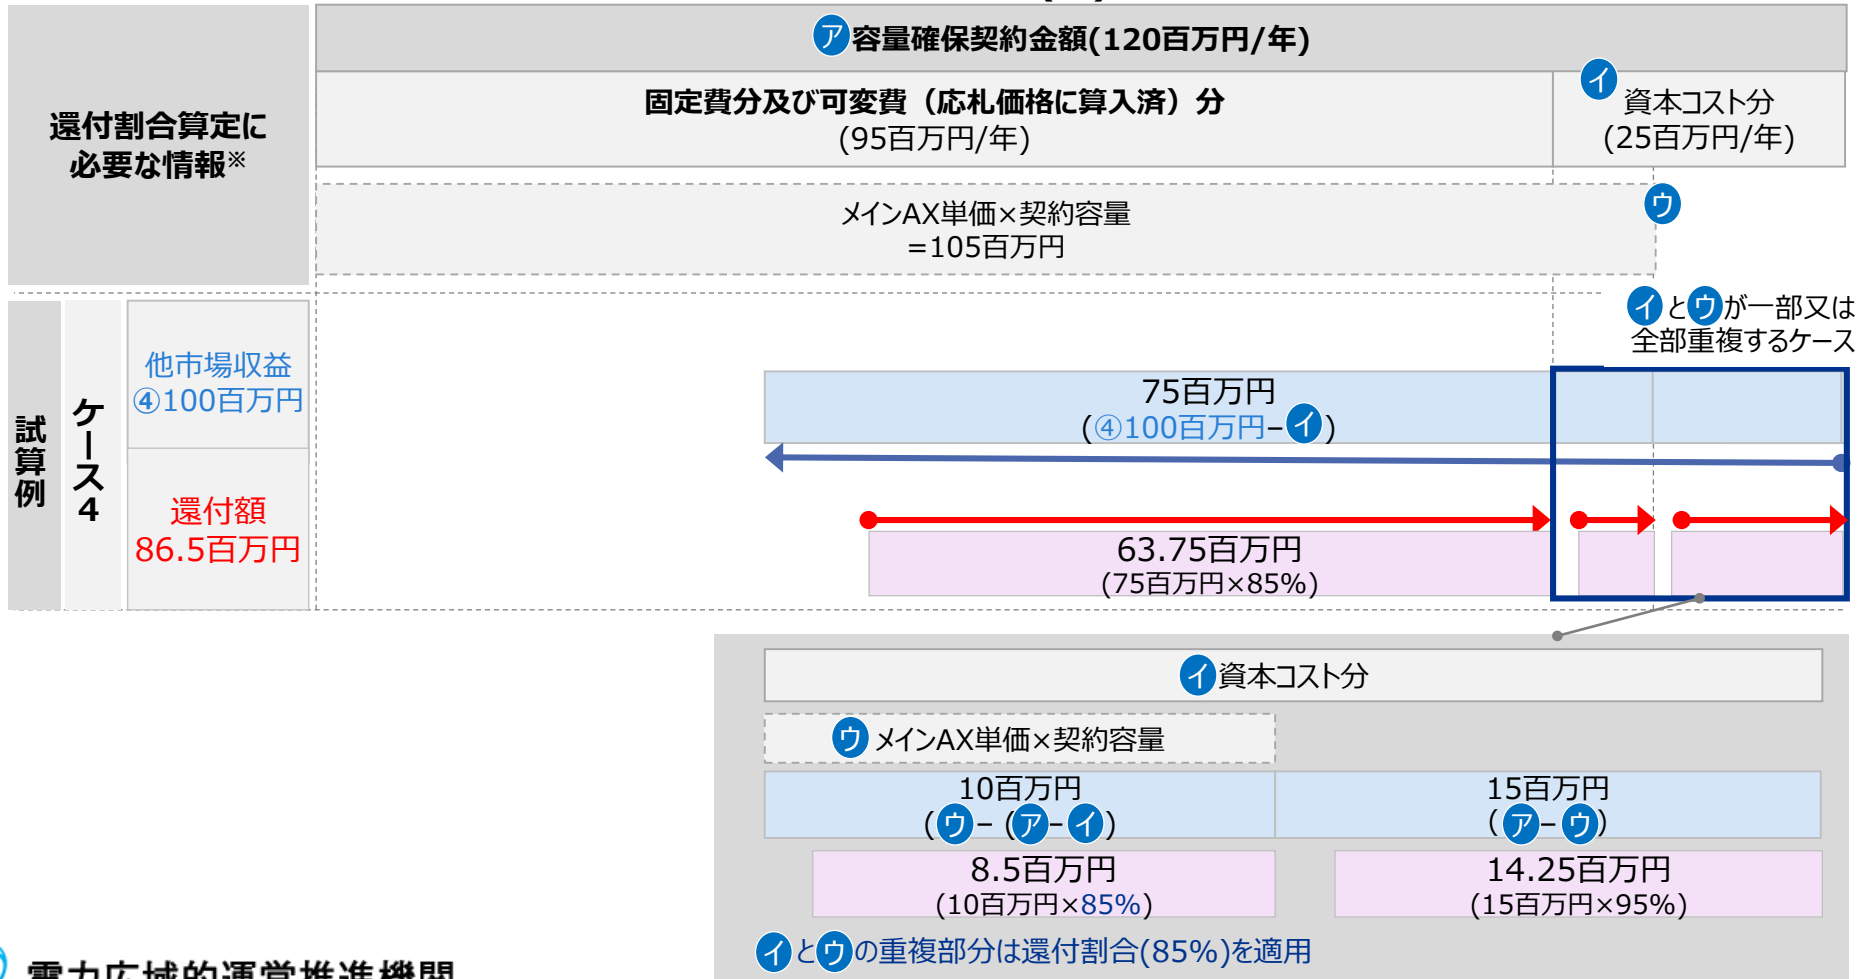 ア容量確保契約金額(120百万円/年)
還付割合算定に
必要な情報※
固定費分及び可変費（応札価格に算入済）分
(95百万円/年)
イ
資本コスト分
(25百万円/年)
メインAX単価×契約容量
=105百万円
ウ
イとウが一部又は
全部重複するケース
試算例
ケース4
他市場収益
④100百万円
還付額
86.5百万円
75百万円
(④100百万円−イ)
63.75百万円
(75百万円×85%)
イ資本コスト分
ウ メインAX単価×契約容量
10百万円
(ウ− (ア−イ)
15百万円
(ア−ウ)
8.5百万円
(10百万円×85%)
14.25百万円
(15百万円×95%)
イとウの重複部分は還付割合(85%)を適用
電力広域的運営推進機関